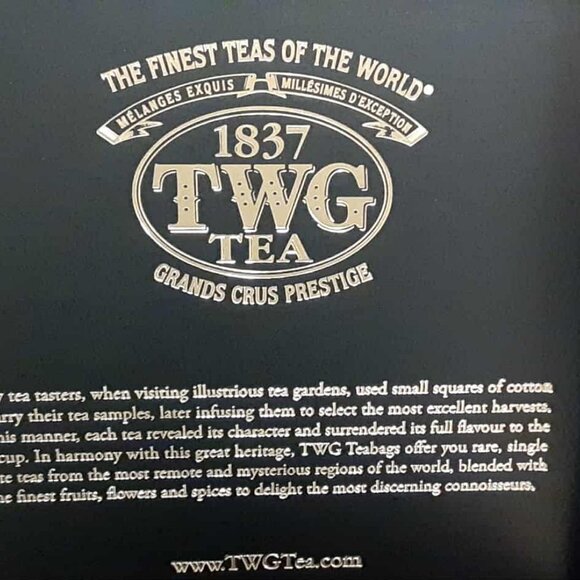 THE FINEST TEAS OF THE WORLD®
MÉLANGES EXQUIS MILLÉSIMES D'EXCEPTION
1837
TWG
TEA
GRANDS CRUS PRESTIGE
tea tasters, when visiting illustrious tea gardens, used small squares of cotton
their tea samples, later infusing them to select the most excellent harvests.
manner, each tea revealed its character and surrendered its full flavour to the
cup. In harmony with this great heritage, TWG Teabags offer you rare, single
teas from the most remote and mysterious regions of the world, blended with
finest fruits, flowers and spices to delight the most discerning connoisseurs.
www.TWGTea.com